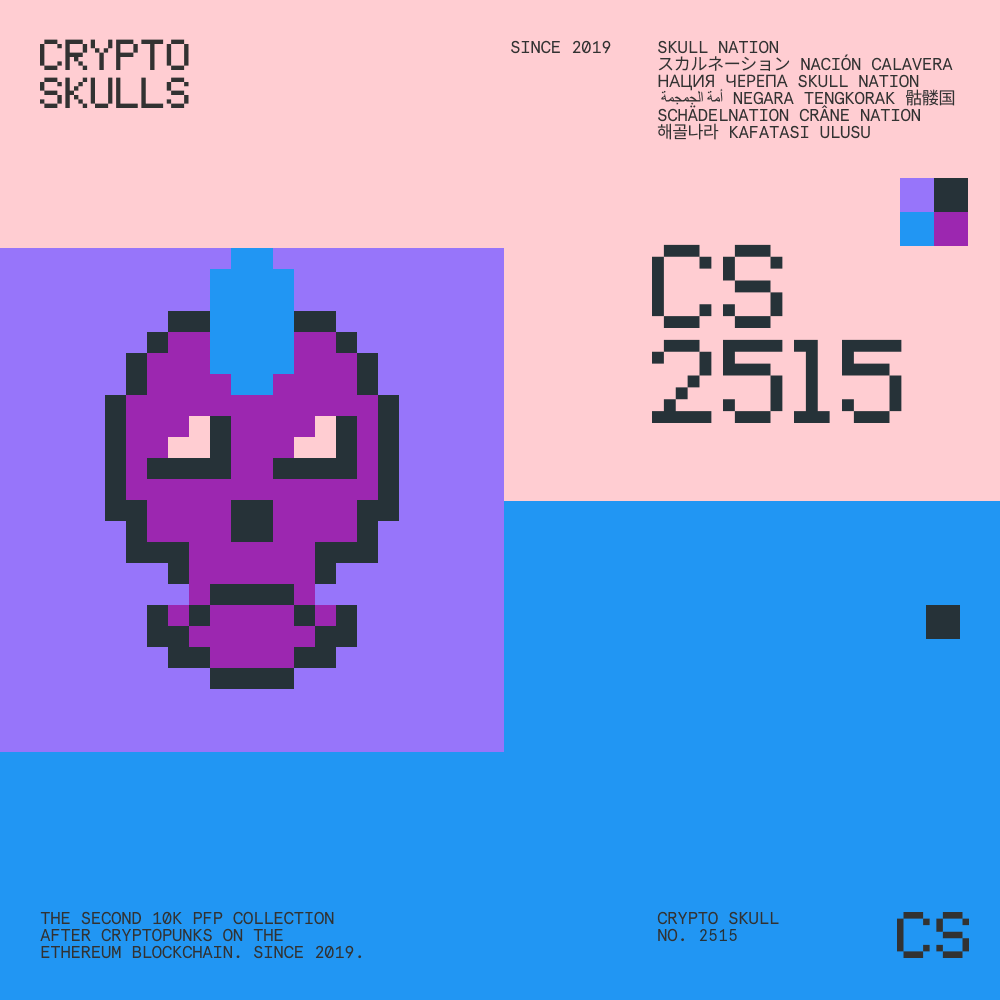 CRYPTO
SKULLS
SINCE 2019
SKULL NATION
スカルネーション NACIÓN CALAVERA
НАЦИЯ ЧЕРЕПА SKULL NATION
أمة الجمجمة NEGARA TENGKORAK 骷髅国
SCHÄDELNATION CRÂNE NATION
해골나라 KAFATASI ULUSU
CS
2515
THE SECOND 10K PFP COLLECTION
AFTER CRYPTOPUNKS ON THE
ETHEREUM BLOCKCHAIN. SINCE 2019.
CRYPTO SKULL
NO. 2515
CS